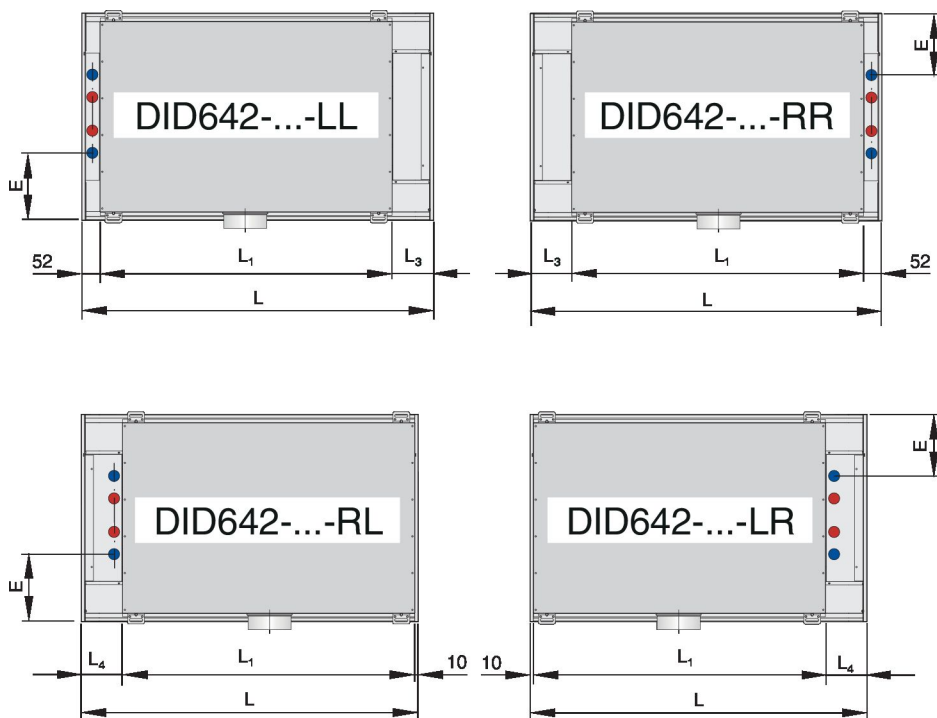 DID642-...-LL
E
52
L₁
L₃
L
DID642-...-RR
E
L₃
L₁
52
L
DID642-...-RL
E
L₄
L₁
10
L
DID642-...-LR
E
10
L₁
L₄
L